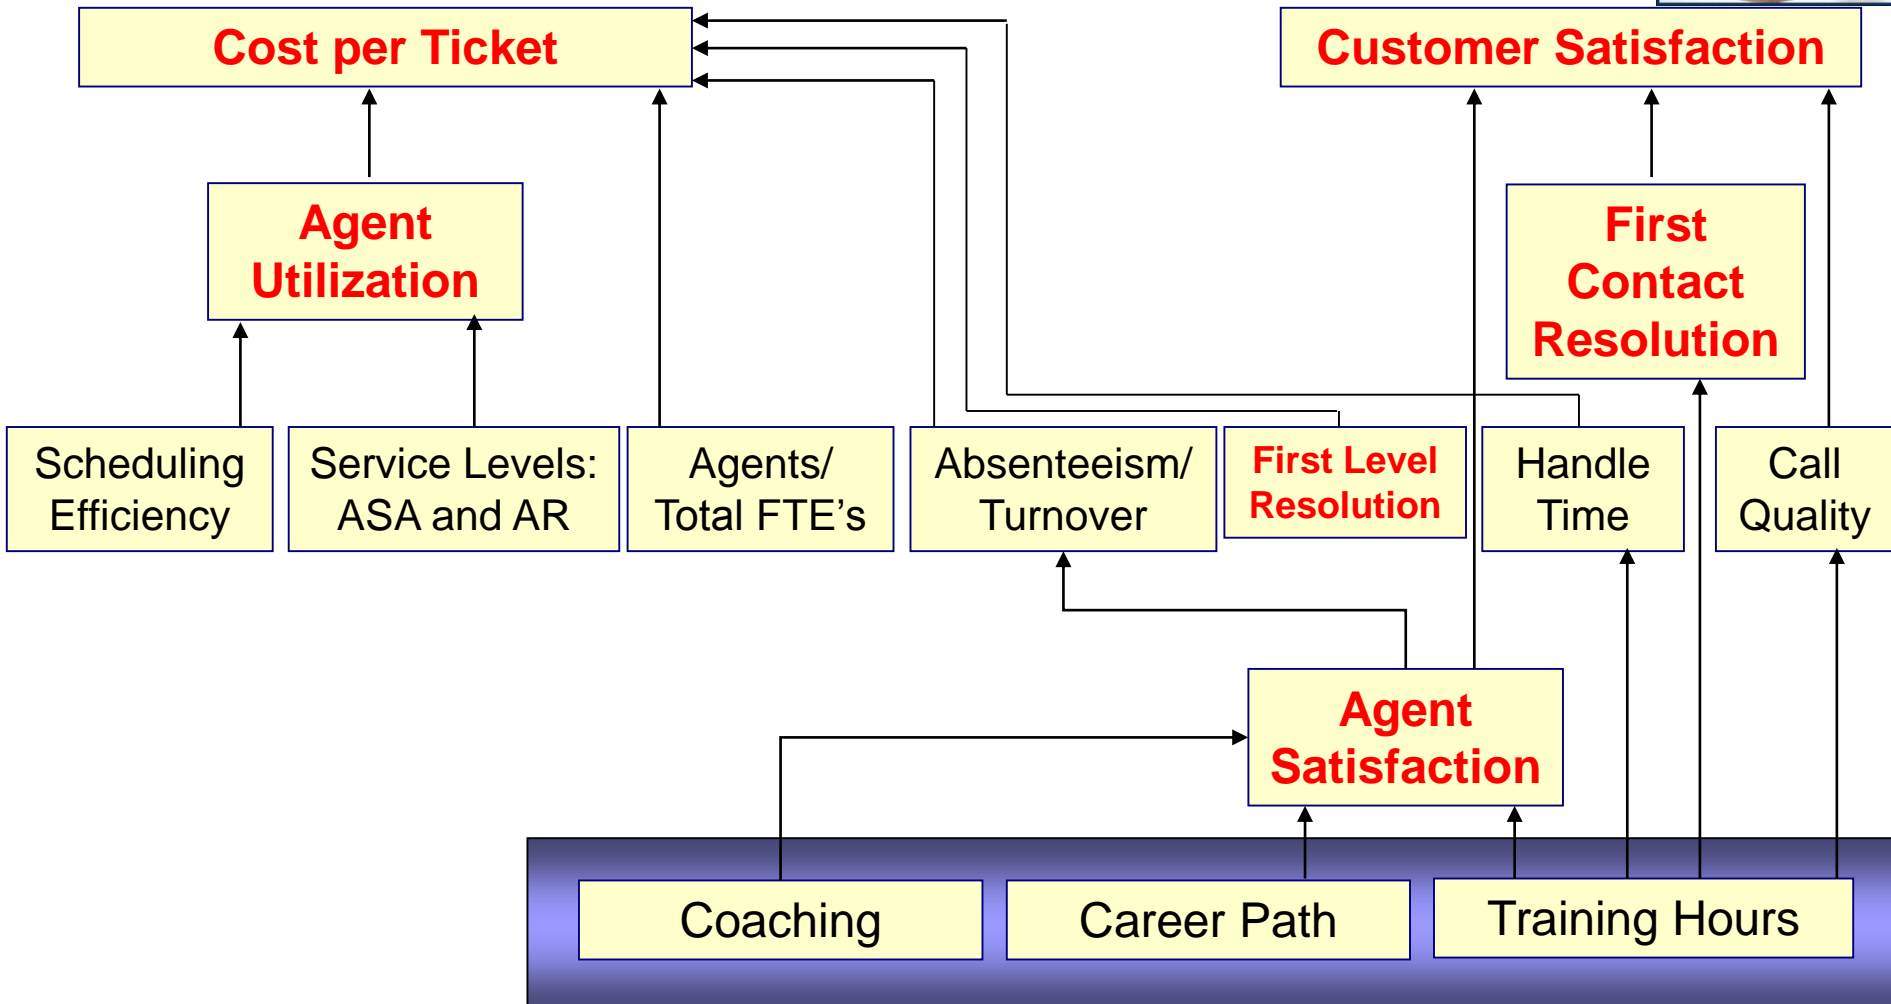 Cost per Ticket
Customer Satisfaction
Agent
Utilization
First
Contact
Resolution
Scheduling
Efficiency
Service Levels:
ASA and AR
Agents/
Total FTE’s
Absenteeism/
Turnover
First Level
Resolution
Handle
Time
Call
Quality
Agent
Satisfaction
Coaching
Career Path
Training Hours